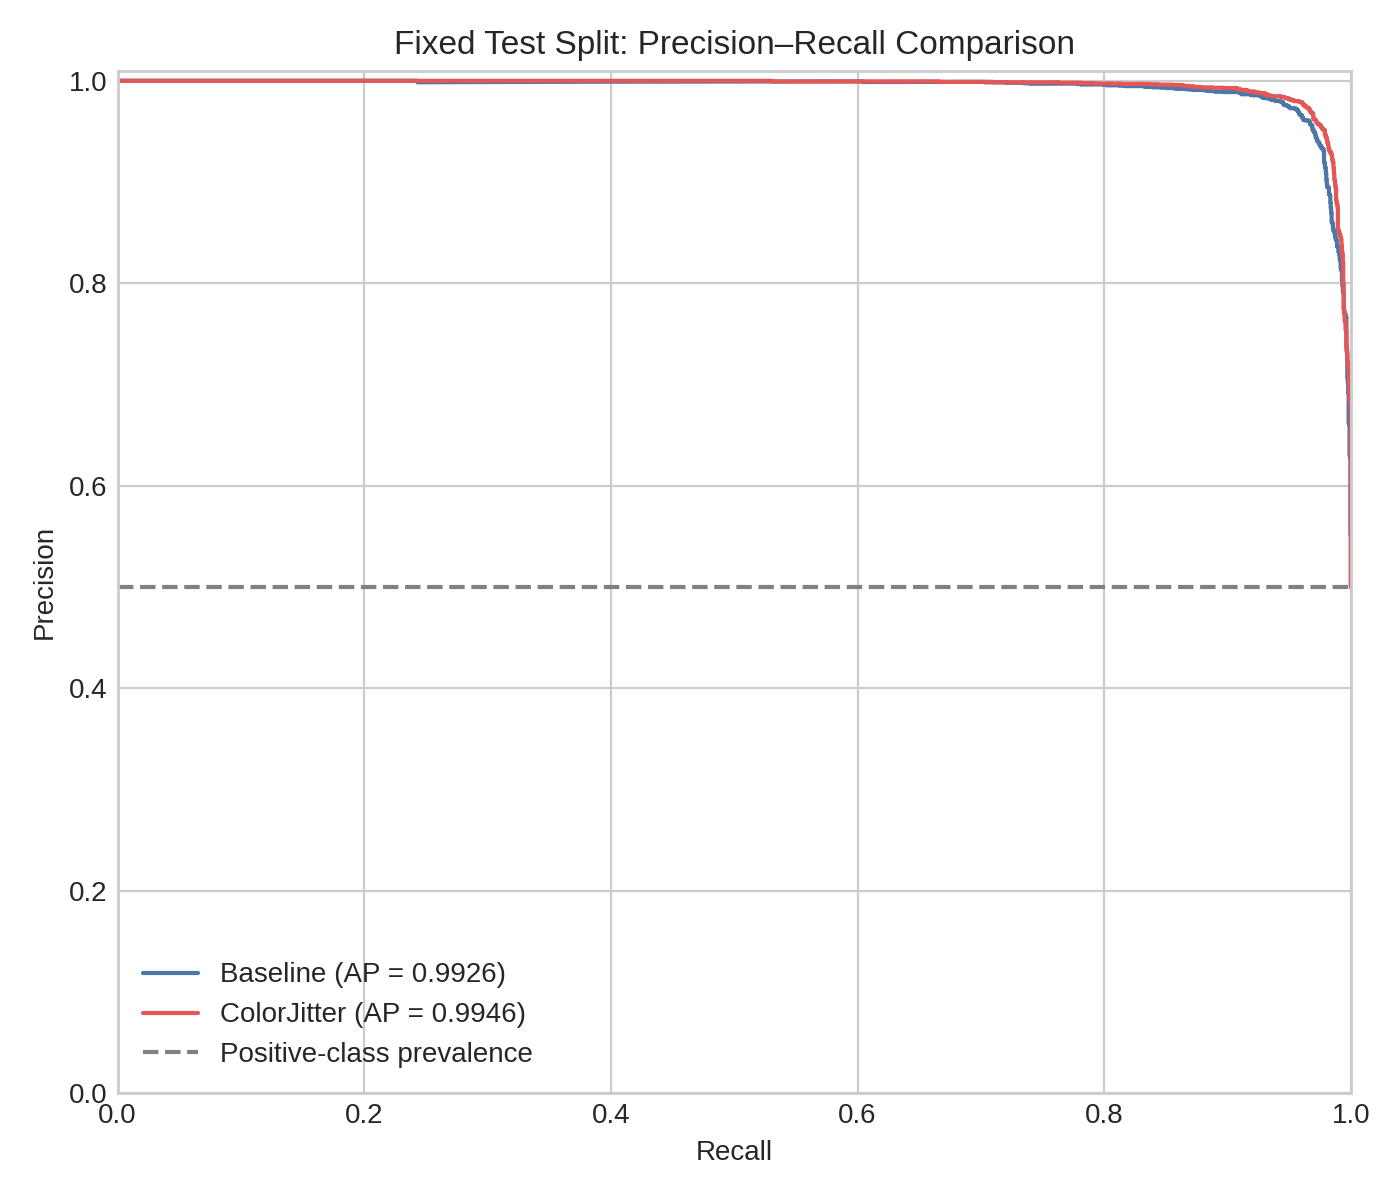 Fixed Test Split: Precision–Recall Comparison
1.0
0.8
0.6
0.4
0.2
0.0
Precision
Baseline (AP = 0.9926)
ColorJitter (AP = 0.9946)
Positive-class prevalence
0.0 0.2 0.4 0.6 0.8 1.0
Recall